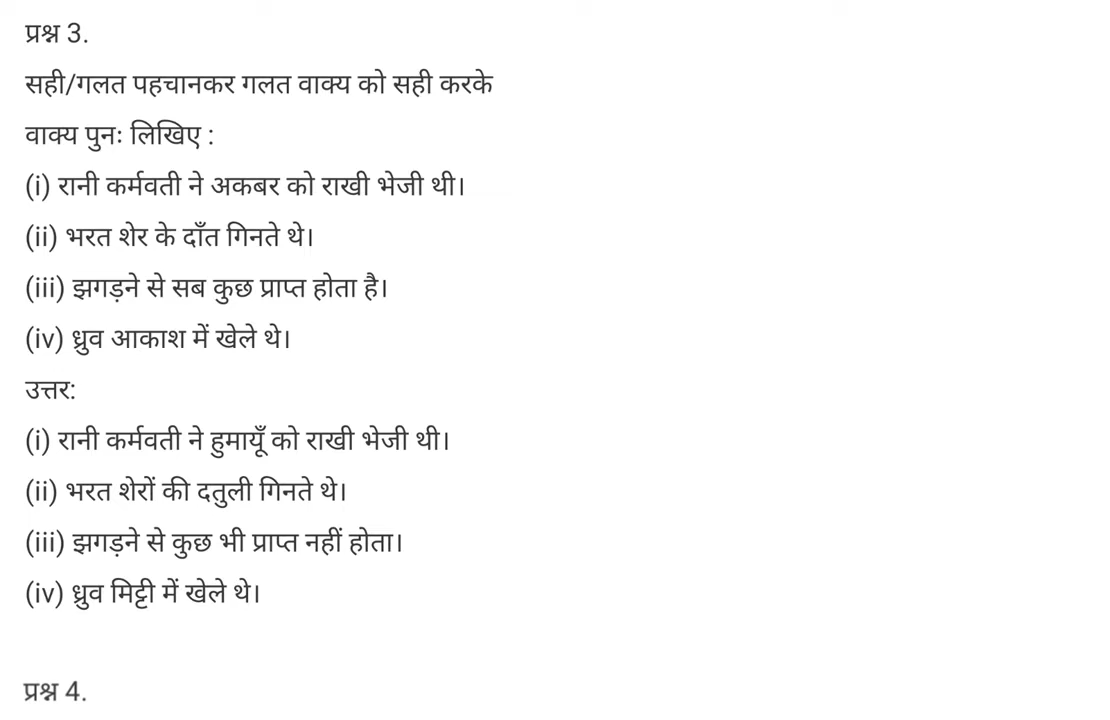 प्रश्न 3.
सही/गलत पहचानकर गलत वाक्य को सही करके
वाक्य पुनः लिखिए :
(i) रानी कर्मवती ने अकबर को राखी भेजी थी।
(ii) भरत शेर के दाँत गिनते थे।
(iii) झगड़ने से सब कुछ प्राप्त होता है।
(iv) ध्रुव आकाश में खेले थे।
उत्तर:
(i) रानी कर्मवती ने हुमायूँ को राखी भेजी थी।
(ii) भरत शेरों की दतुली गिनते थे।
(iii) झगड़ने से कुछ भी प्राप्त नहीं होता।
(iv) ध्रुव मिट्टी में खेले थे।
प्रश्न 4.